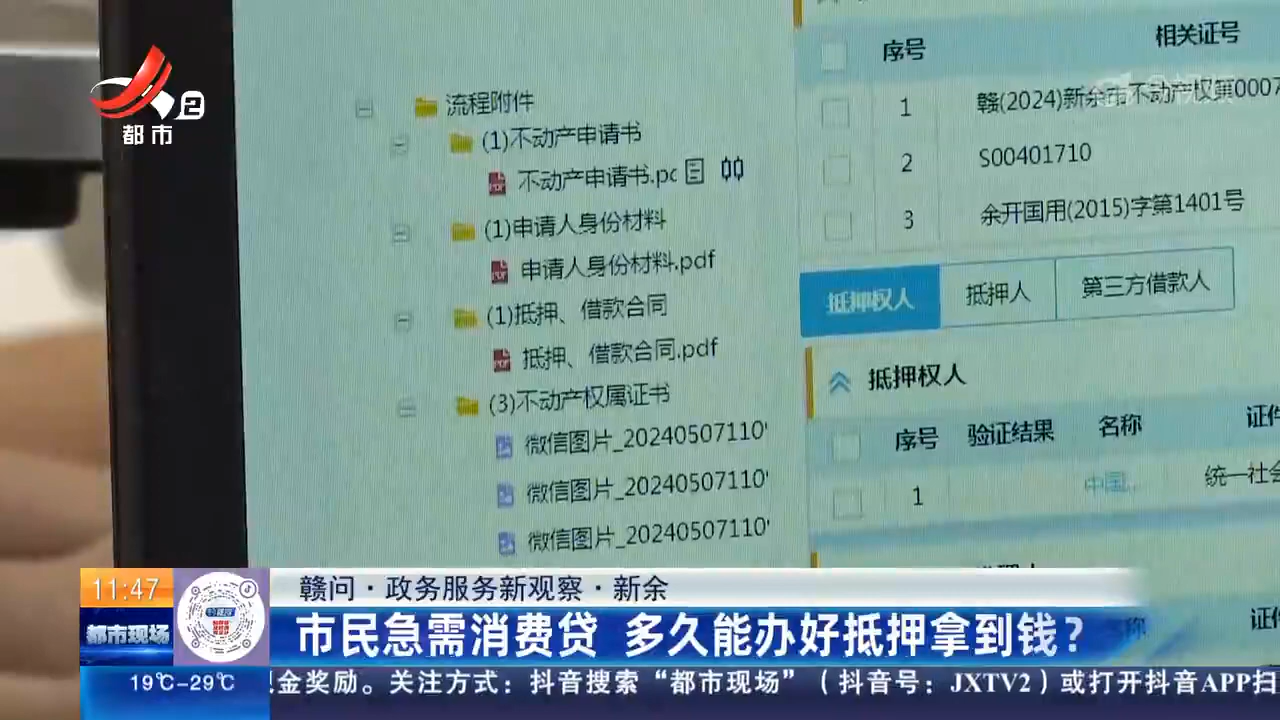 2
都市
流程附件
(1)不动产申请书
不动产申请书.pd
(1)申请人身份材料
申请人身份材料.pdf
(1)抵押、借款合同
抵押、借款合同.pdf
(3)不动产权属证书
微信图片_20240507110
微信图片_20240507110
微信图片_20240507110
序号 相关证号
1 赣(2024)新余市不动产权第0007
2 S00401710
3 余开国用(2015)字第1401号
抵押权人 抵押人 第三方借款人
抵押权人
序号 验证结果 名称 证件
1 中国.. 统一社会
11:47
都市现场
赣问·政务服务新观察·新余
市民急需消费贷 多久能办好抵押拿到钱？
19℃-29℃
现金奖励。关注方式：抖音搜索“都市现场”（抖音号：JXTV2）或打开抖音APP扫